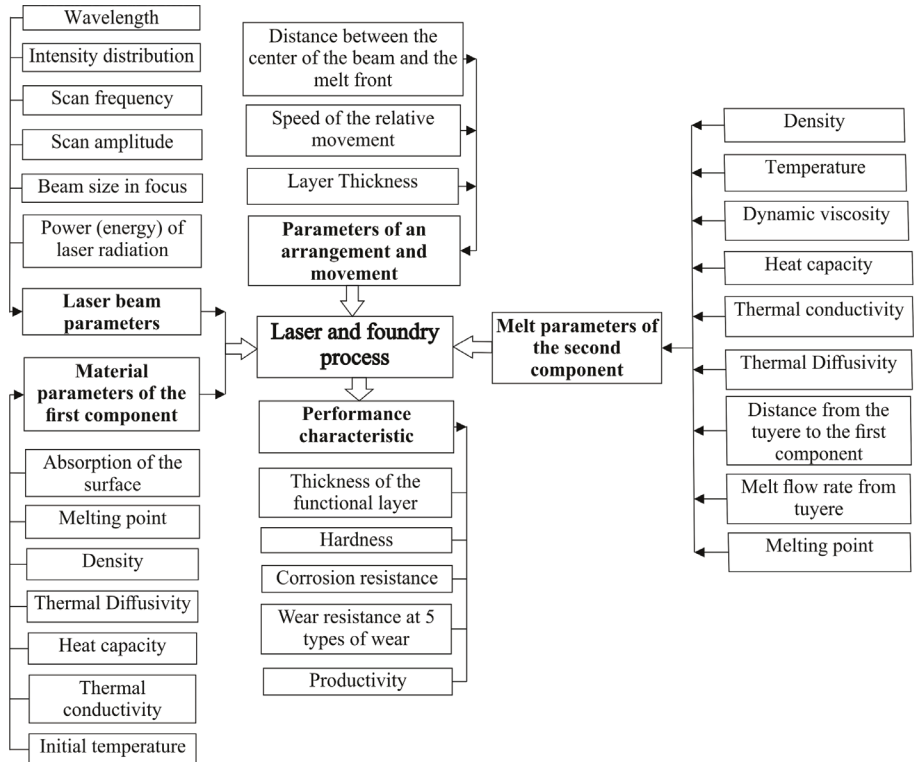 Wavelength
Intensity distribution
Scan frequency
Scan amplitude
Beam size in focus
Power (energy) of
laser radiation
Laser beam
parameters
Material
parameters of the
first component
Absorption of the
surface
Melting point
Density
Thermal Diffusivity
Heat capacity
Thermal
conductivity
Initial temperature
Distance between the
center of the beam and the
melt front
Speed of the relative
movement
Layer Thickness
Parameters of an
arrangement and
movement
Laser and foundry
process
Performance
characteristic
Thickness of the
functional layer
Hardness
Corrosion resistance
Wear resistance at 5
types of wear
Productivity
Melt parameters of
the second
component
Density
Temperature
Dynamic viscosity
Heat capacity
Thermal conductivity
Thermal Diffusivity
Distance from the
tuyere to the first
component
Melt flow rate from
tuyere
Melting point